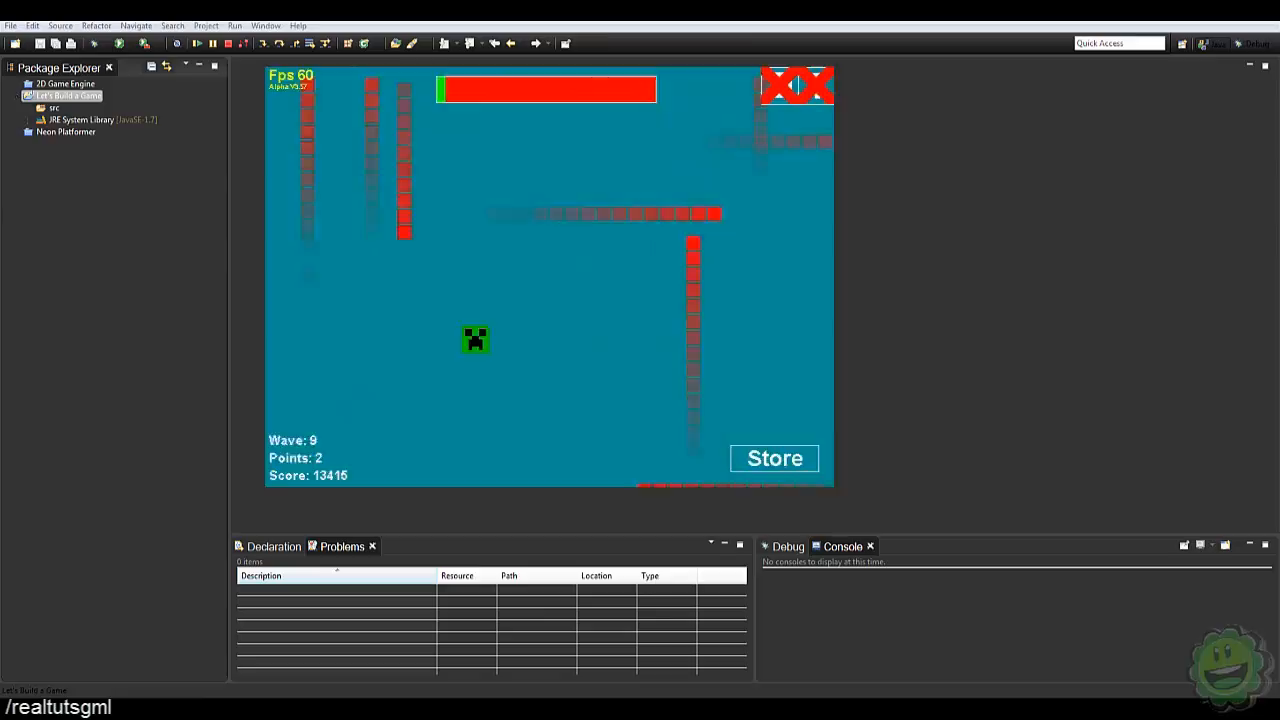 File Edit Source Refactor Navigate Search Project Run Window Help
Quick Access
Debug
Package Explorer
2D Game Engine
Let's Build a Game
src
JRE System Library [JavaSE-1.7]
Neon Platformer
Fps 60
Alpha V3.57
Wave: 9
Points: 2
Score: 13415
Store
Declaration Problems
0 items
Description Resource Path Location Type
Debug Console
No consoles to display at this time.
Let's Build a Game
/realtutsgml